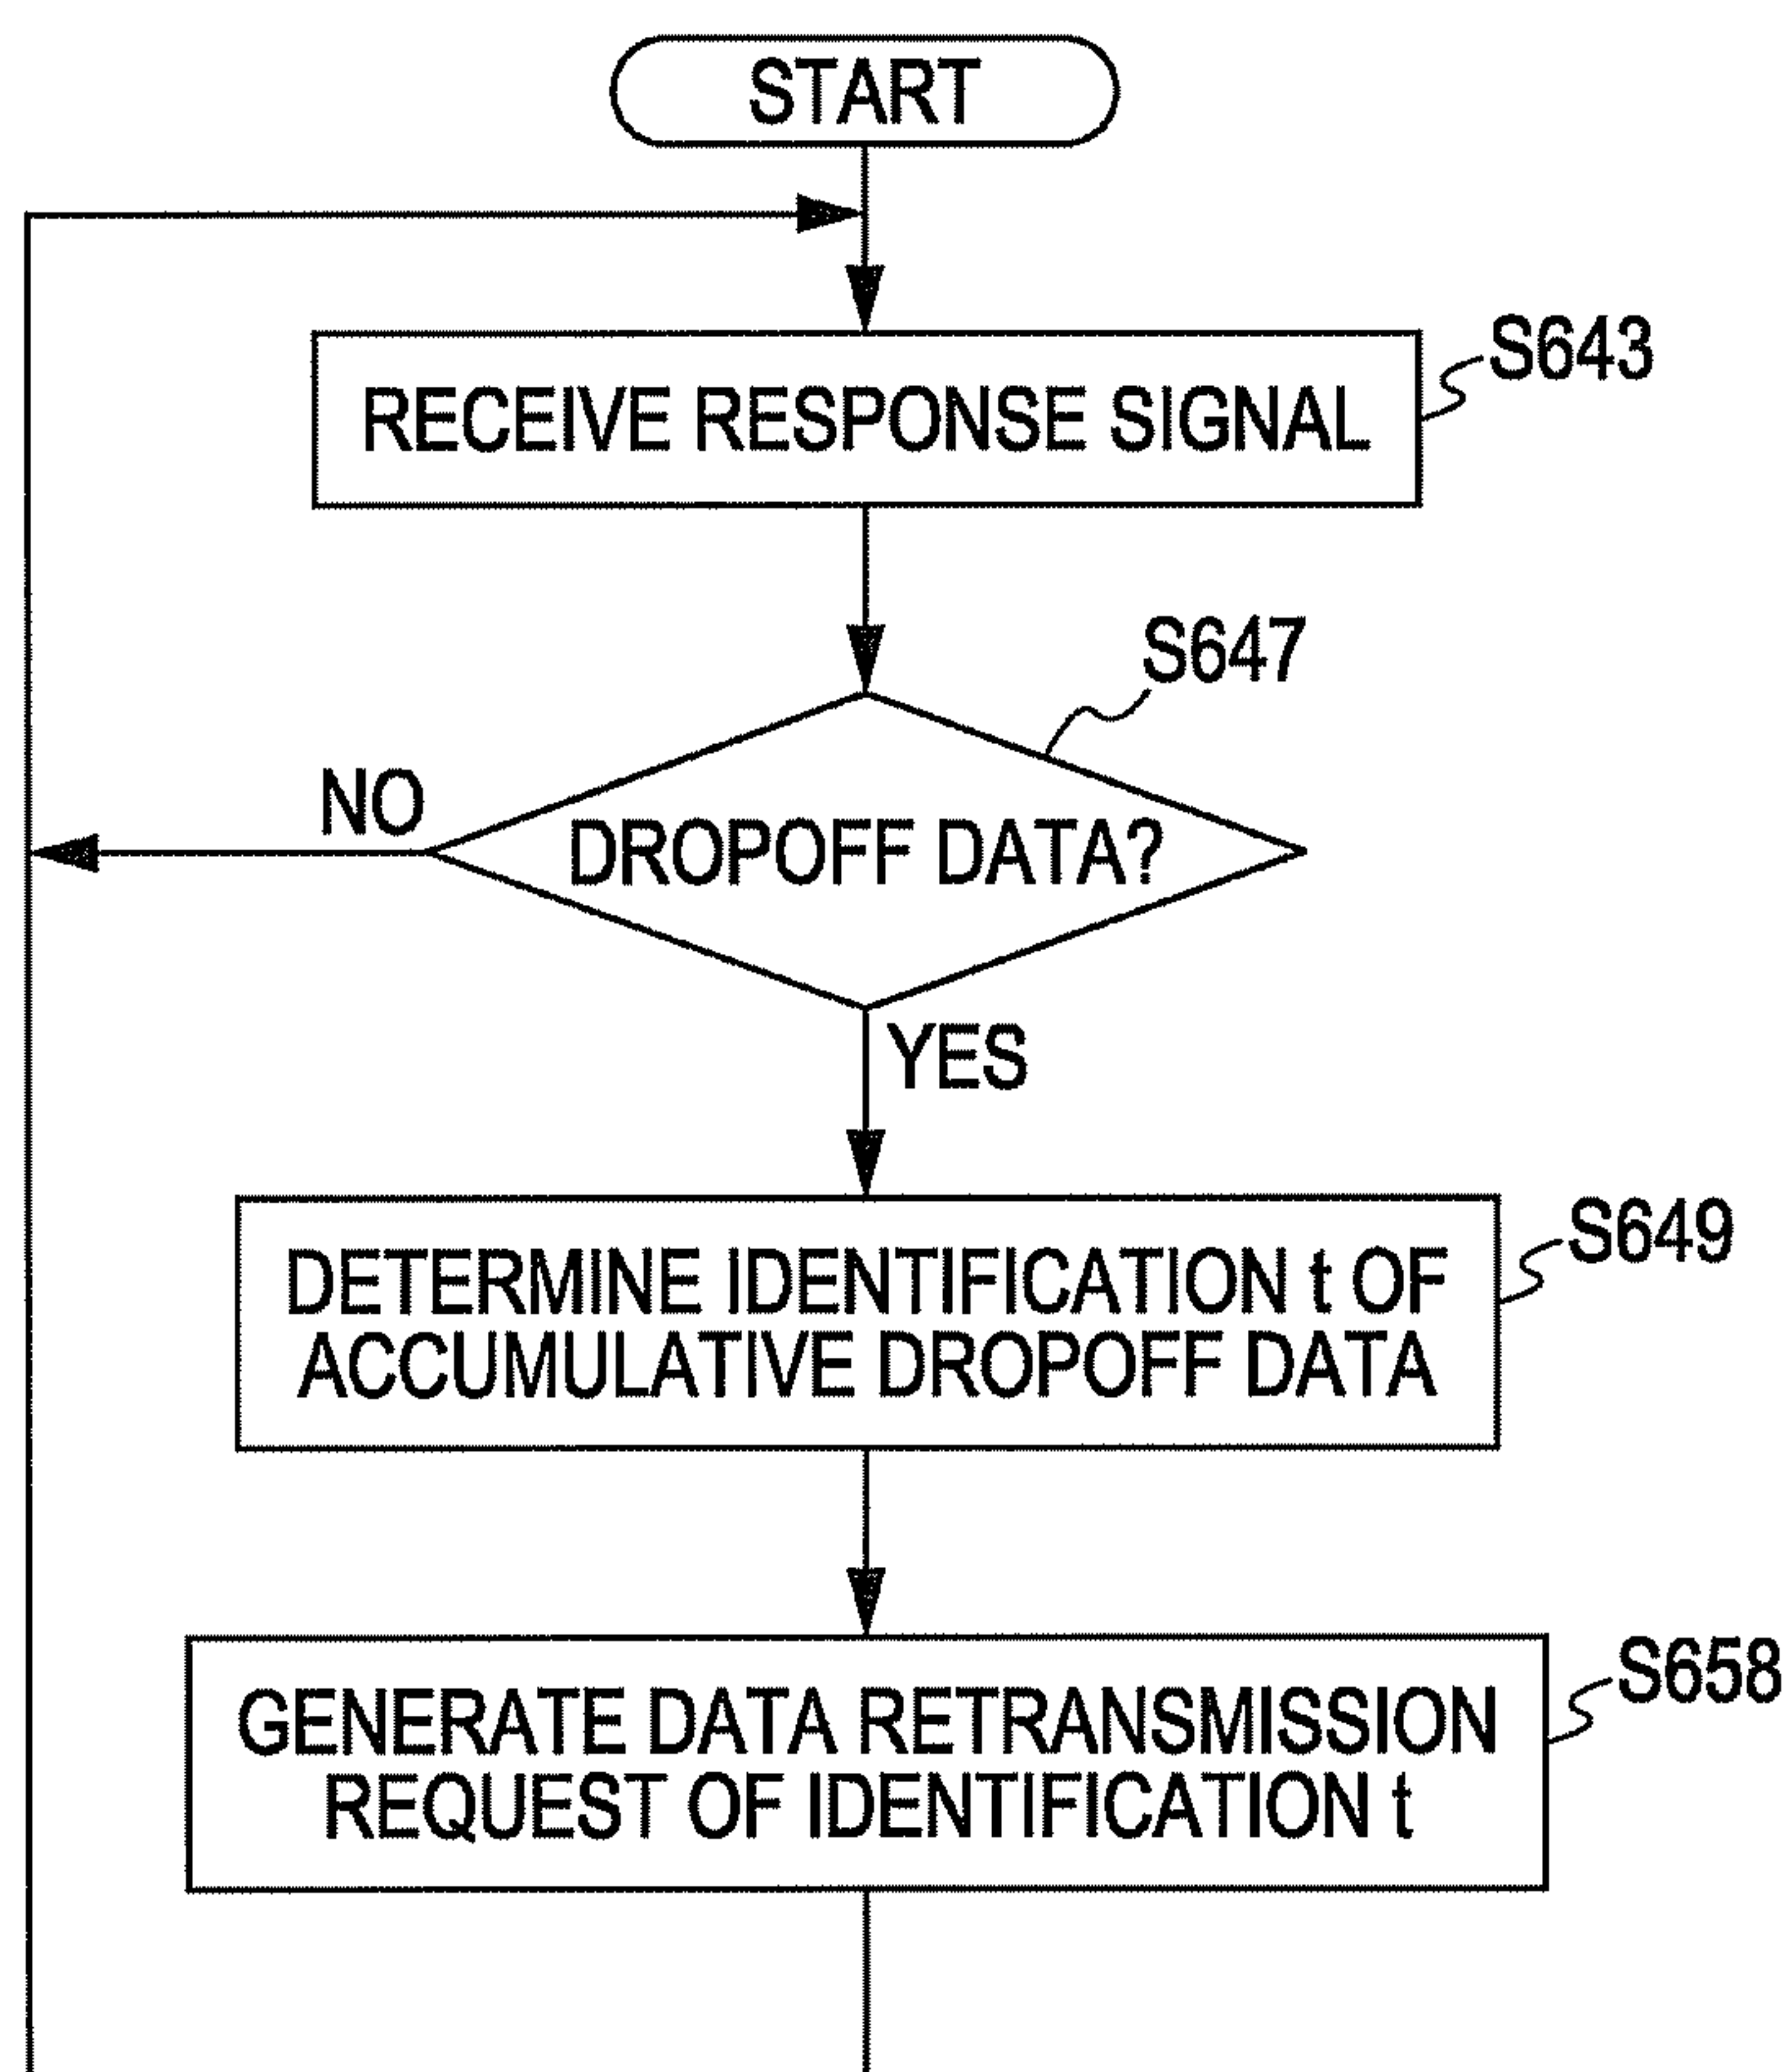 START
RECEIVE RESPONSE SIGNAL
S643
S647
NO
DROPOFF DATA?
YES
DETERMINE IDENTIFICATION t OF
ACCUMULATIVE DROPOFF DATA
S649
GENERATE DATA RETRANSMISSION
REQUEST OF IDENTIFICATION t
S658